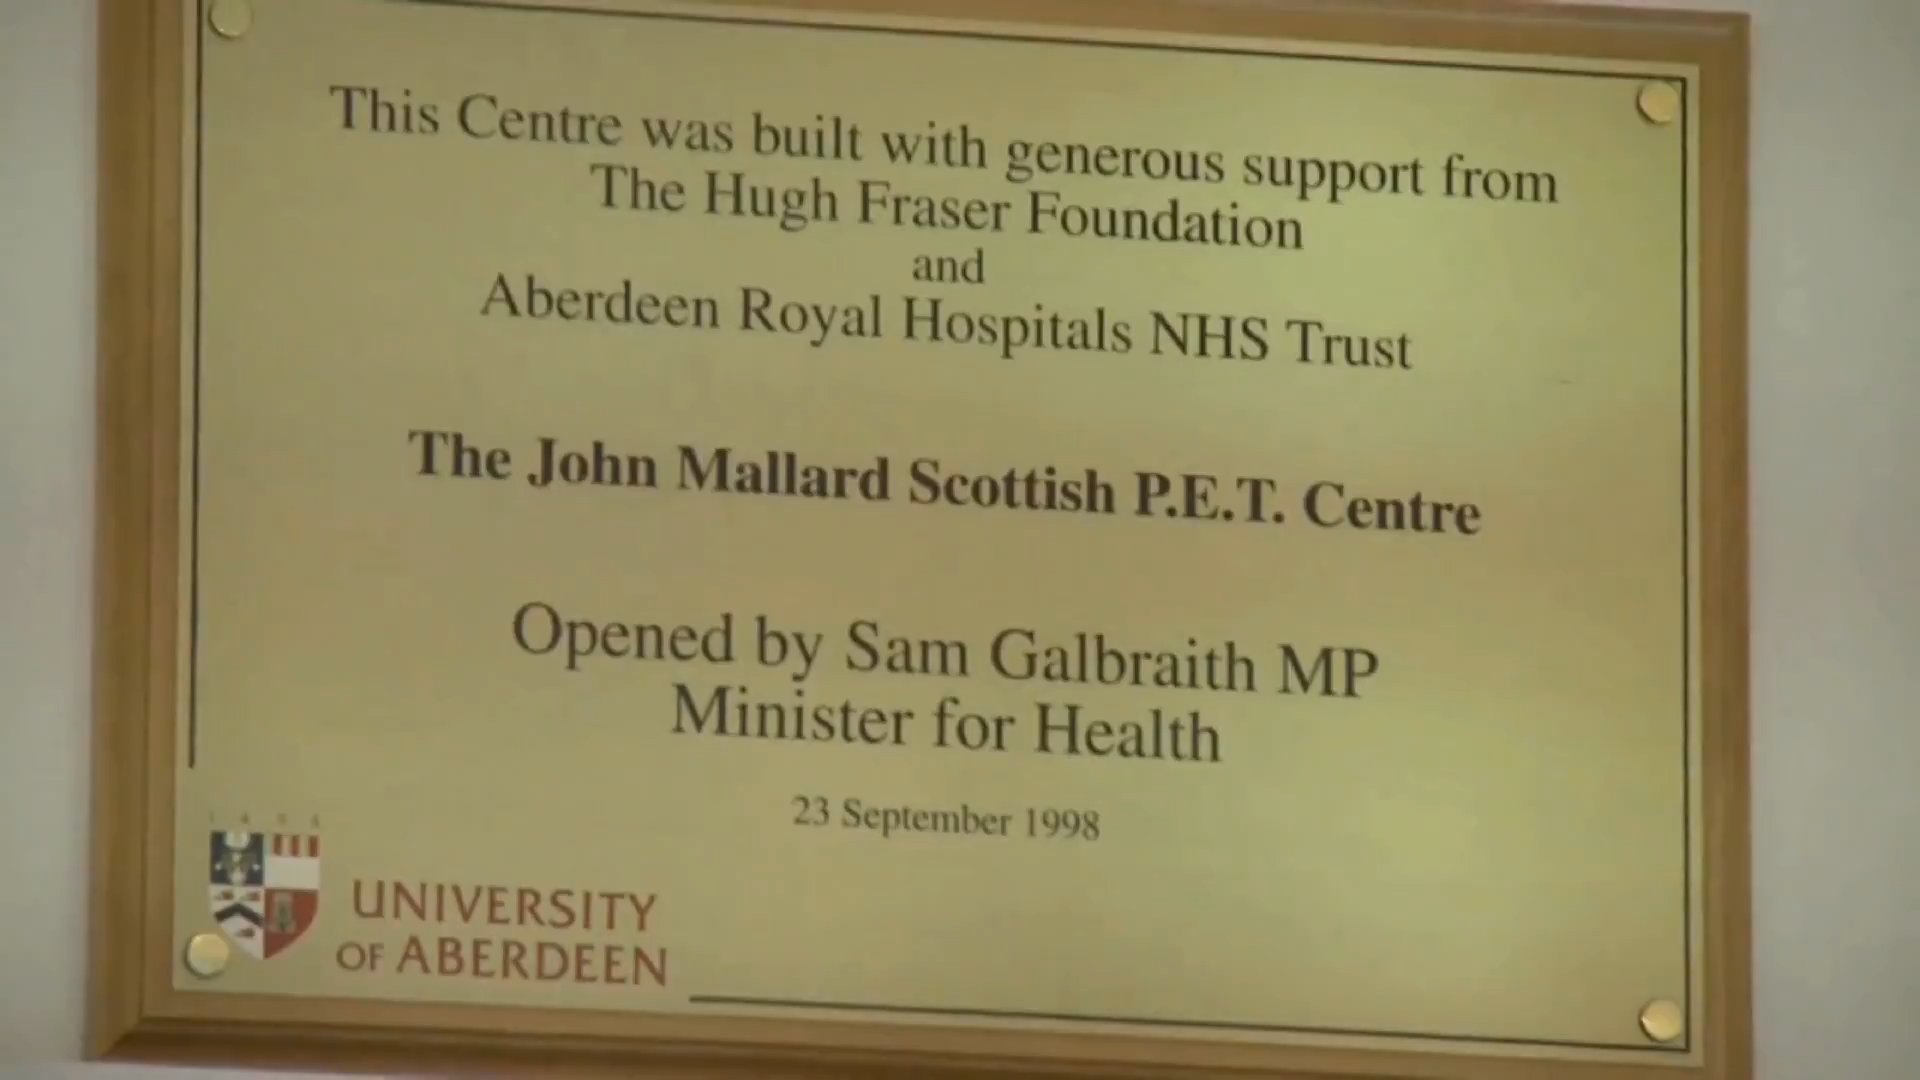 This Centre was built with generous support from
The Hugh Fraser Foundation
and
Aberdeen Royal Hospitals NHS Trust
The John Mallard Scottish P.E.T. Centre
Opened by Sam Galbraith MP
Minister for Health
23 September 1998
UNIVERSITY
OF ABERDEEN